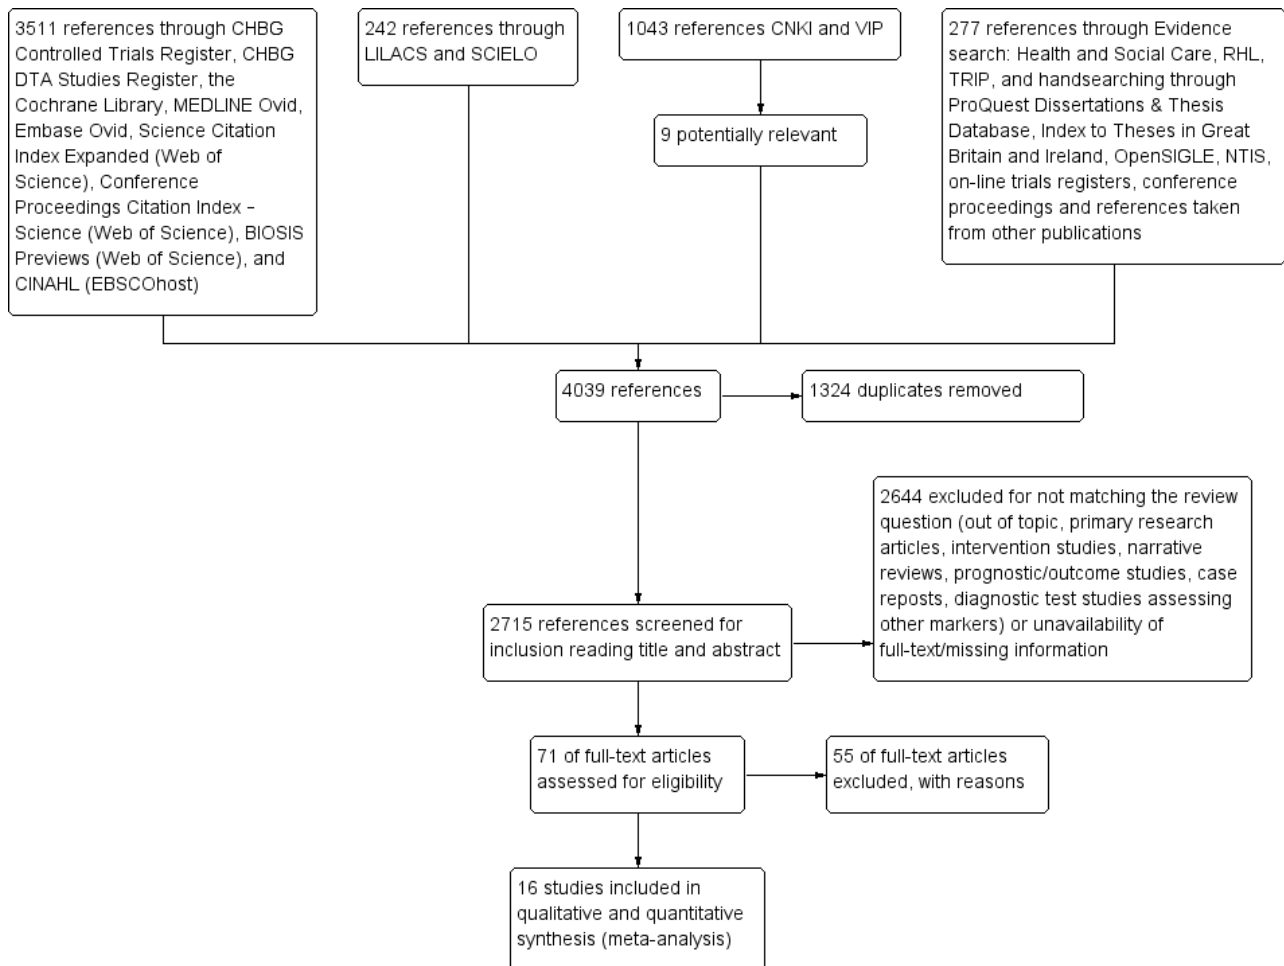 3511 references through CHBG
Controlled Trials Register, CHBG
DTA Studies Register, the
Cochrane Library, MEDLINE Ovid,
Embase Ovid, Science Citation
Index Expanded (Web of
Science), Conference
Proceedings Citation Index –
Science (Web of Science), BIOSIS
Previews (Web of Science), and
CINAHL (EBSCOhost)
242 references through
LILACS and SCIELO
1043 references CNKI and VIP
9 potentially relevant
277 references through Evidence
search: Health and Social Care, RHL,
TRIP, and handsearching through
ProQuest Dissertations & Thesis
Database, Index to Theses in Great
Britain and Ireland, OpenSIGLE, NTIS,
on-line trials registers, conference
proceedings and references taken
from other publications
4039 references
1324 duplicates removed
2644 excluded for not matching the review
question (out of topic, primary research
articles, intervention studies, narrative
reviews, prognostic/outcome studies, case
reposts, diagnostic test studies assessing
other markers) or unavailability of
full-text/missing information
2715 references screened for
inclusion reading title and abstract
71 of full-text articles
assessed for eligibility
55 of full-text articles
excluded, with reasons
16 studies included in
qualitative and quantitative
synthesis (meta-analysis)